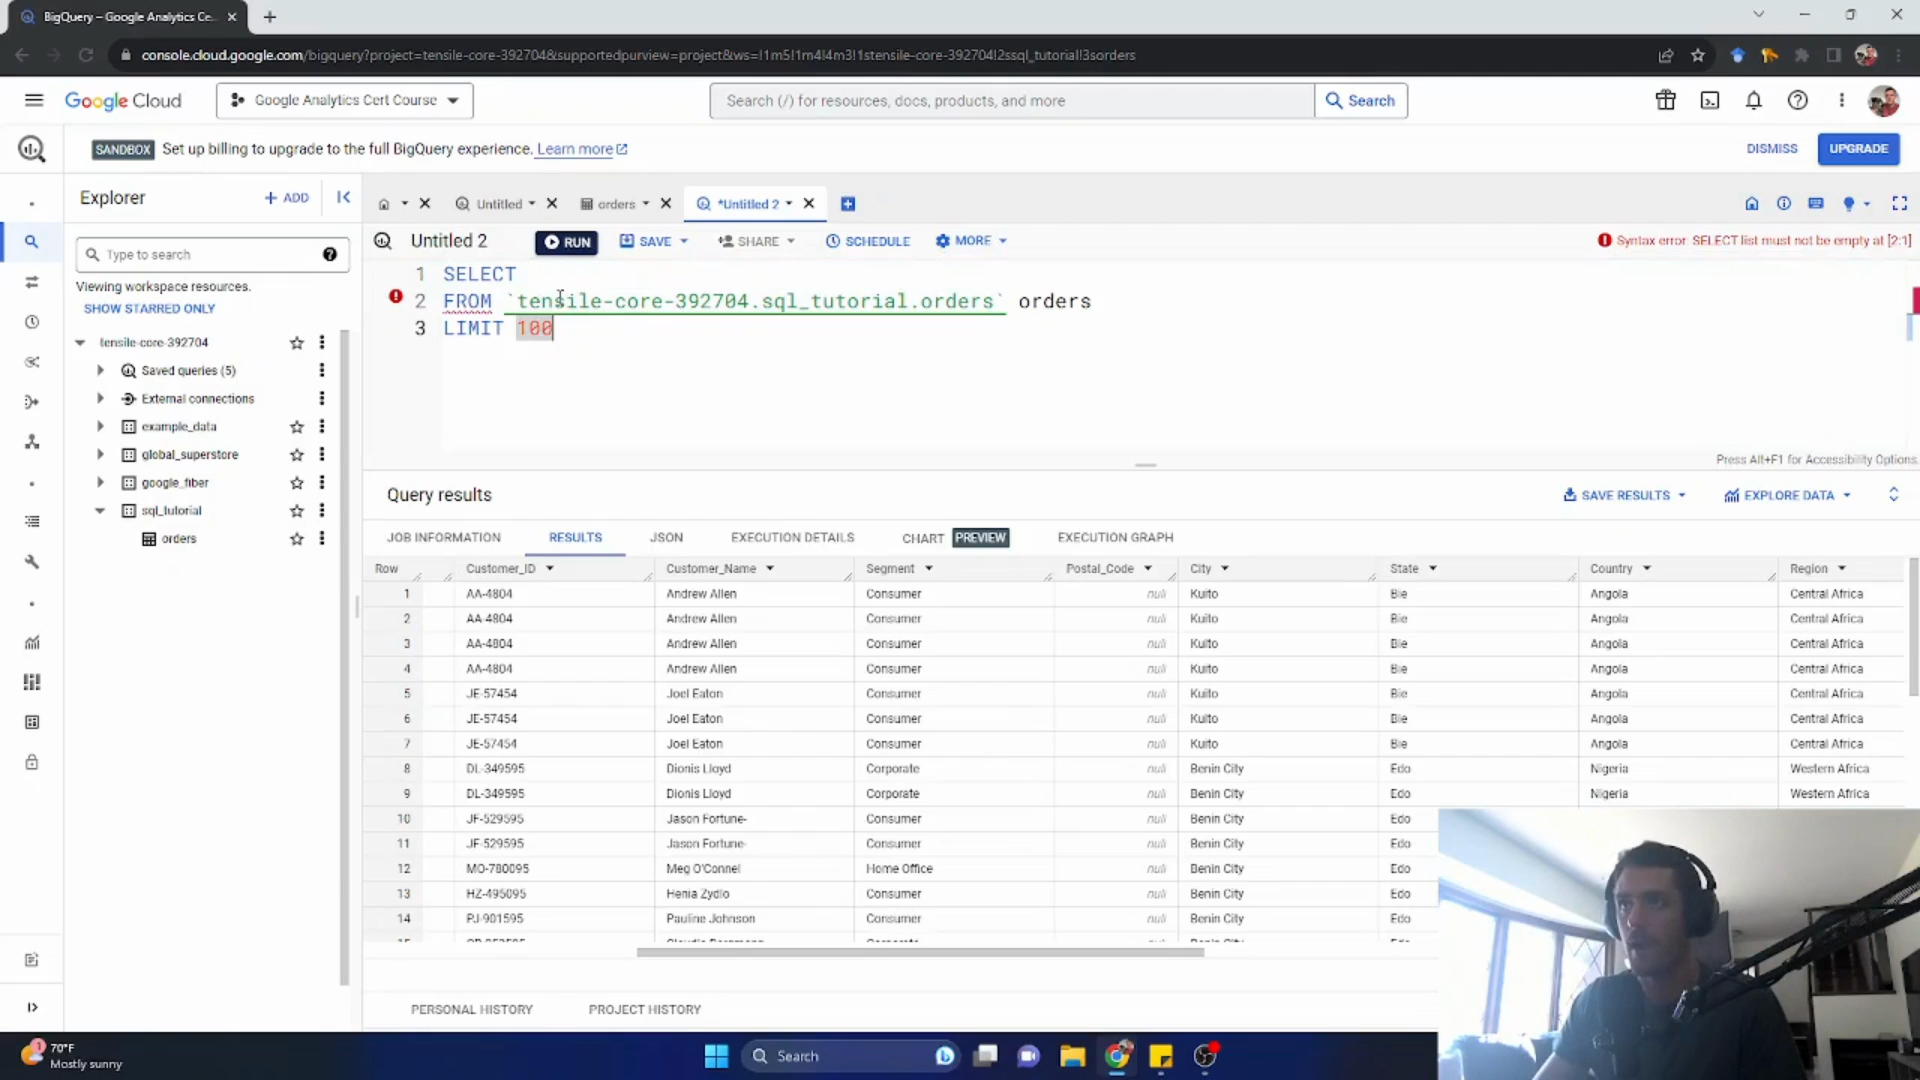 BigQuery – Google Analytics Ce
console.cloud.google.com/bigquery?project=tensile-core-392704&supportedpurview=project&ws=!1m5!1m4!4m3!1stensile-core-392704!2ssql_tutorial!3sorders
Google Cloud
Google Analytics Cert Course
Search (/) for resources, docs, products, and more
Search
SANDBOX Set up billing to upgrade to the full BigQuery experience. Learn more
DISMISS
UPGRADE
Explorer
+ ADD
Untitled
orders
*Untitled 2
Type to search
Untitled 2
RUN
SAVE
SHARE
SCHEDULE
MORE
Syntax error: SELECT list must not be empty at [2:1]
Viewing workspace resources.
SHOW STARRED ONLY
1 SELECT
2 FROM `tensile-core-392704.sql_tutorial.orders` orders
3 LIMIT 100
tensile-core-392704
Saved queries (5)
External connections
example_data
global_superstore
google_fiber
sql_tutorial
orders
Press Alt+F1 for Accessibility Options.
Query results
SAVE RESULTS
EXPLORE DATA
JOB INFORMATION RESULTS JSON EXECUTION DETAILS CHART PREVIEW EXECUTION GRAPH
Row Customer_ID Customer_Name Segment Postal_Code City State Country Region
1 AA-4804 Andrew Allen Consumer null Kuito Bie Angola Central Africa
2 AA-4804 Andrew Allen Consumer null Kuito Bie Angola Central Africa
3 AA-4804 Andrew Allen Consumer null Kuito Bie Angola Central Africa
4 AA-4804 Andrew Allen Consumer null Kuito Bie Angola Central Africa
5 JE-57454 Joel Eaton Consumer null Kuito Bie Angola Central Africa
6 JE-57454 Joel Eaton Consumer null Kuito Bie Angola Central Africa
7 JE-57454 Joel Eaton Consumer null Kuito Bie Angola Central Africa
8 DL-349595 Dionis Lloyd Corporate null Benin City Edo Nigeria Western Africa
9 DL-349595 Dionis Lloyd Corporate null Benin City Edo Nigeria Western Africa
10 JF-529595 Jason Fortune- Consumer null Benin City Edo
11 JF-529595 Jason Fortune- Consumer null Benin City Edo
12 MO-780095 Meg O'Connel Home Office null Benin City Edo
13 HZ-495095 Henia Zydlo Consumer null Benin City Edo
14 PJ-901595 Pauline Johnson Consumer null Benin City Edo
PERSONAL HISTORY
PROJECT HISTORY
1
70°F
Mostly sunny
Search